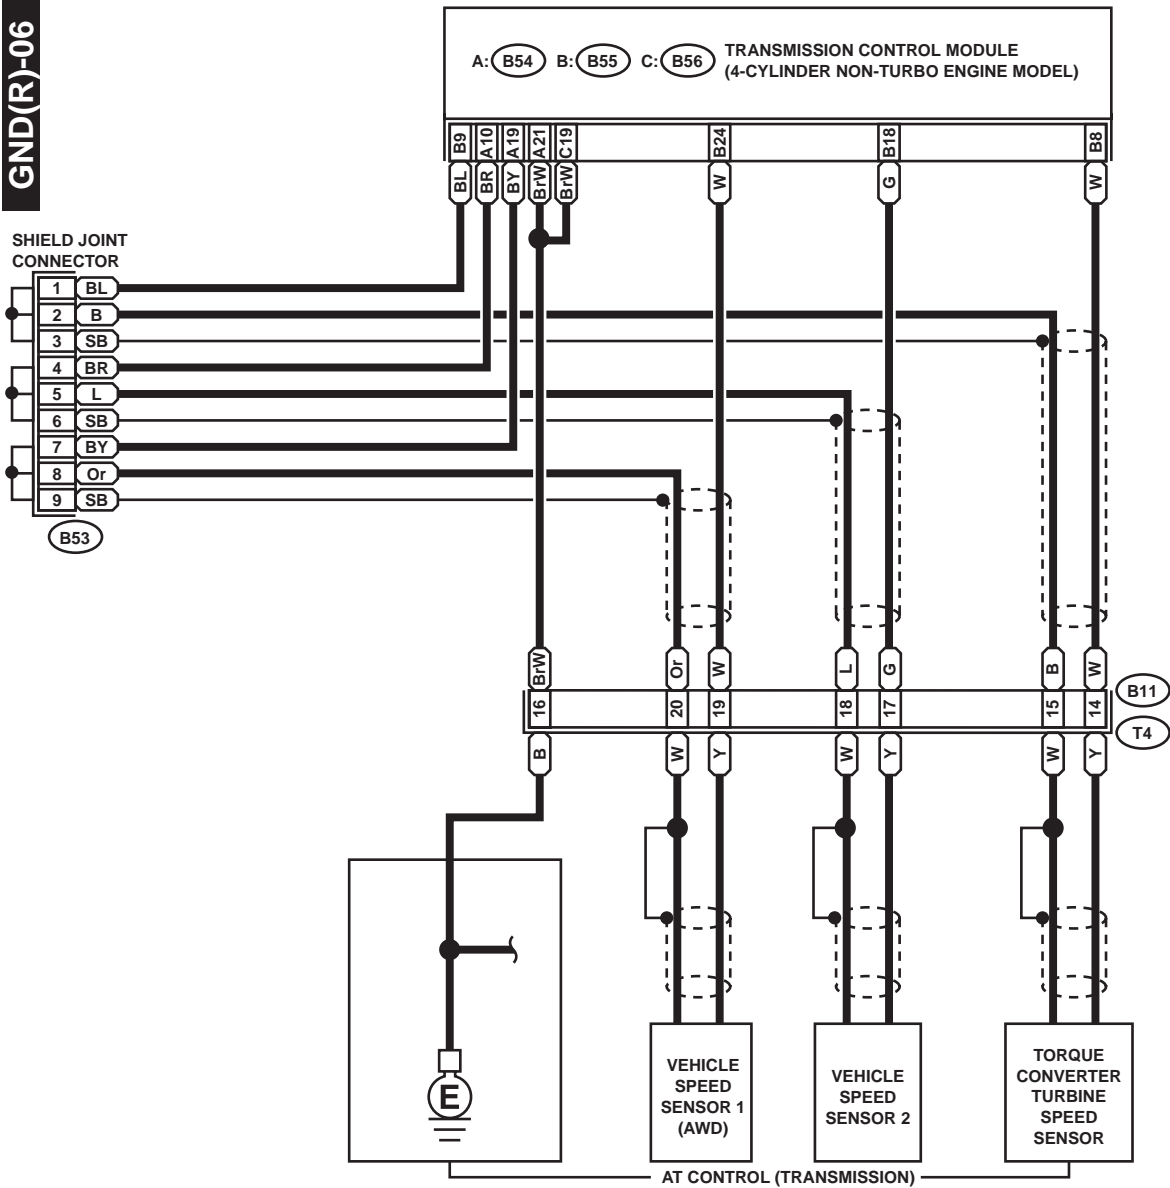 GND(R)-06
A: B54 B: B55 C: B56
TRANSMISSION CONTROL MODULE
(4-CYLINDER NON-TURBO ENGINE MODEL)
B9 A10 A19 A21 C19 B24 B18 B8
BL BR BY BrW BrW W G W
SHIELD JOINT
CONNECTOR
1 BL
2 B
3 SB
4 BR
5 L
6 SB
7 BY
8 Or
9 SB
B53
BrW Or W L G B W
B11
16 20 19 18 17 15 14
T4
B W Y W Y W Y
E
VEHICLE
SPEED
SENSOR 1
(AWD)
VEHICLE
SPEED
SENSOR 2
TORQUE
CONVERTER
TURBINE
SPEED
SENSOR
AT CONTROL (TRANSMISSION)